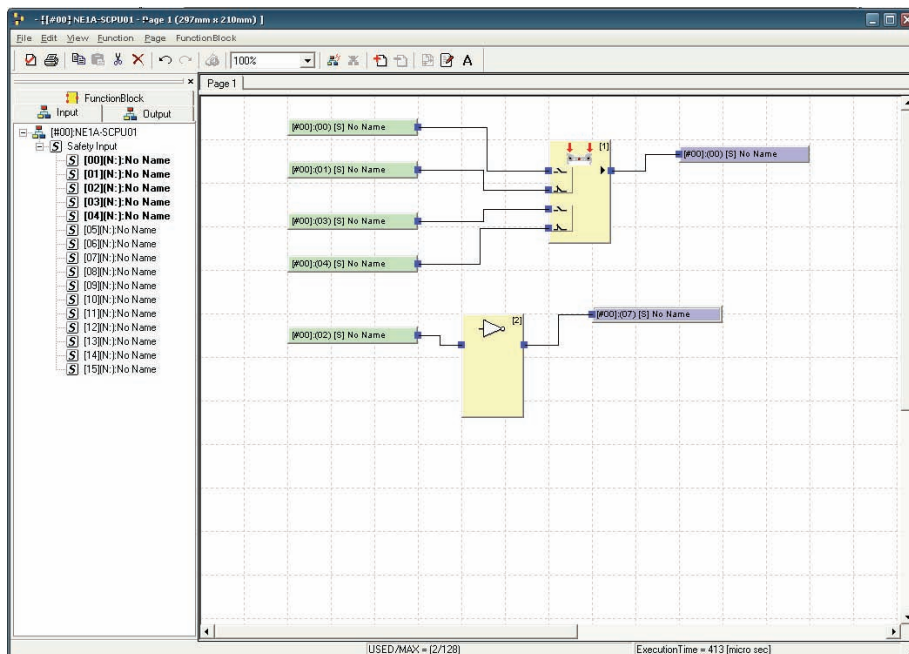 - [[#00] NE1A-SCPU01 - Page 1 (297mm x 210mm) ]
File Edit View Function Page FunctionBlock
100%
A
Page 1
FunctionBlock
Input
Output
[#00]:NE1A-SCPU01
Safety Input
[00](N:):No Name
[01](N:):No Name
[02](N:):No Name
[03](N:):No Name
[04](N:):No Name
[05](N:):No Name
[06](N:):No Name
[07](N:):No Name
[08](N:):No Name
[09](N:):No Name
[10](N:):No Name
[11](N:):No Name
[12](N:):No Name
[13](N:):No Name
[14](N:):No Name
[15](N:):No Name
[#00]:(00) [S] No Name
[#00]:(01) [S] No Name
[#00]:(03) [S] No Name
[#00]:(04) [S] No Name
[1]
[#00]:(00) [S] No Name
[#00]:(02) [S] No Name
[2]
[#00]:(07) [S] No Name
USED/MAX = (2/128)
ExecutionTime = 413 [micro sec]